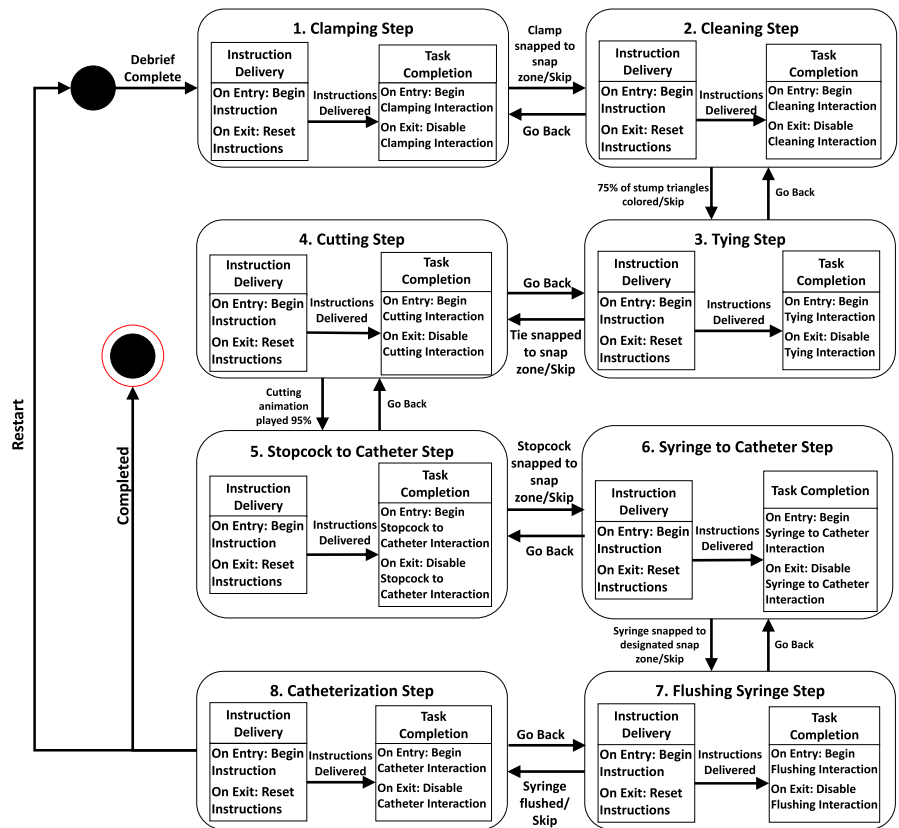 1. Clamping Step
Instruction
Delivery
On Entry: Begin
Instruction
On Exit: Reset
Instructions
Instructions
Delivered
Task
Completion
On Entry: Begin
Clamping Interaction
On Exit: Disable
Clamping Interaction
Debrief
Complete
Clamp
snapped to
snap
zone/Skip
Go Back
2. Cleaning Step
Instruction
Delivery
On Entry: Begin
Instruction
On Exit: Reset
Instructions
Instructions
Delivered
Task
Completion
On Entry: Begin
Cleaning Interaction
On Exit: Disable
Cleaning Interaction
75% of stump triangles
colored/Skip
Go Back
3. Tying Step
Instruction
Delivery
On Entry: Begin
Instruction
On Exit: Reset
Instructions
Instructions
Delivered
Task
Completion
On Entry: Begin
Tying Interaction
On Exit: Disable
Tying Interaction
Go Back
Tie snapped
to snap
zone/Skip
4. Cutting Step
Instruction
Delivery
On Entry: Begin
Instruction
On Exit: Reset
Instructions
Instructions
Delivered
Task
Completion
On Entry: Begin
Cutting Interaction
On Exit: Disable
Cutting Interaction
Cutting
animation
played 95%
Go Back
5. Stopcock to Catheter Step
Instruction
Delivery
On Entry: Begin
Instruction
On Exit: Reset
Instructions
Instructions
Delivered
Task
Completion
On Entry: Begin
Stopcock to
Catheter Interaction
On Exit: Disable
Stopcock to
Catheter Interaction
Stopcock
snapped to
snap
zone/Skip
Go Back
6. Syringe to Catheter Step
Instruction
Delivery
On Entry: Begin
Instruction
On Exit: Reset
Instructions
Instructions
Delivered
Task Completion
On Entry: Begin
Syringe to Catheter
Interaction
On Exit: Disable
Syringe to Catheter
Interaction
Syringe snapped to
designated snap
zone/Skip
Go Back
7. Flushing Syringe Step
Instruction
Delivery
On Entry: Begin
Instruction
On Exit: Reset
Instructions
Instructions
Delivered
Task
Completion
On Entry: Begin
Flushing Interaction
On Exit: Disable
Flushing Interaction
Go Back
Syringe
flushed/
Skip
8. Catheterization Step
Instruction
Delivery
On Entry: Begin
Instruction
On Exit: Reset
Instructions
Instructions
Delivered
Task
Completion
On Entry: Begin
Catheter Interaction
On Exit: Disable
Catheter Interaction
Restart
Completed